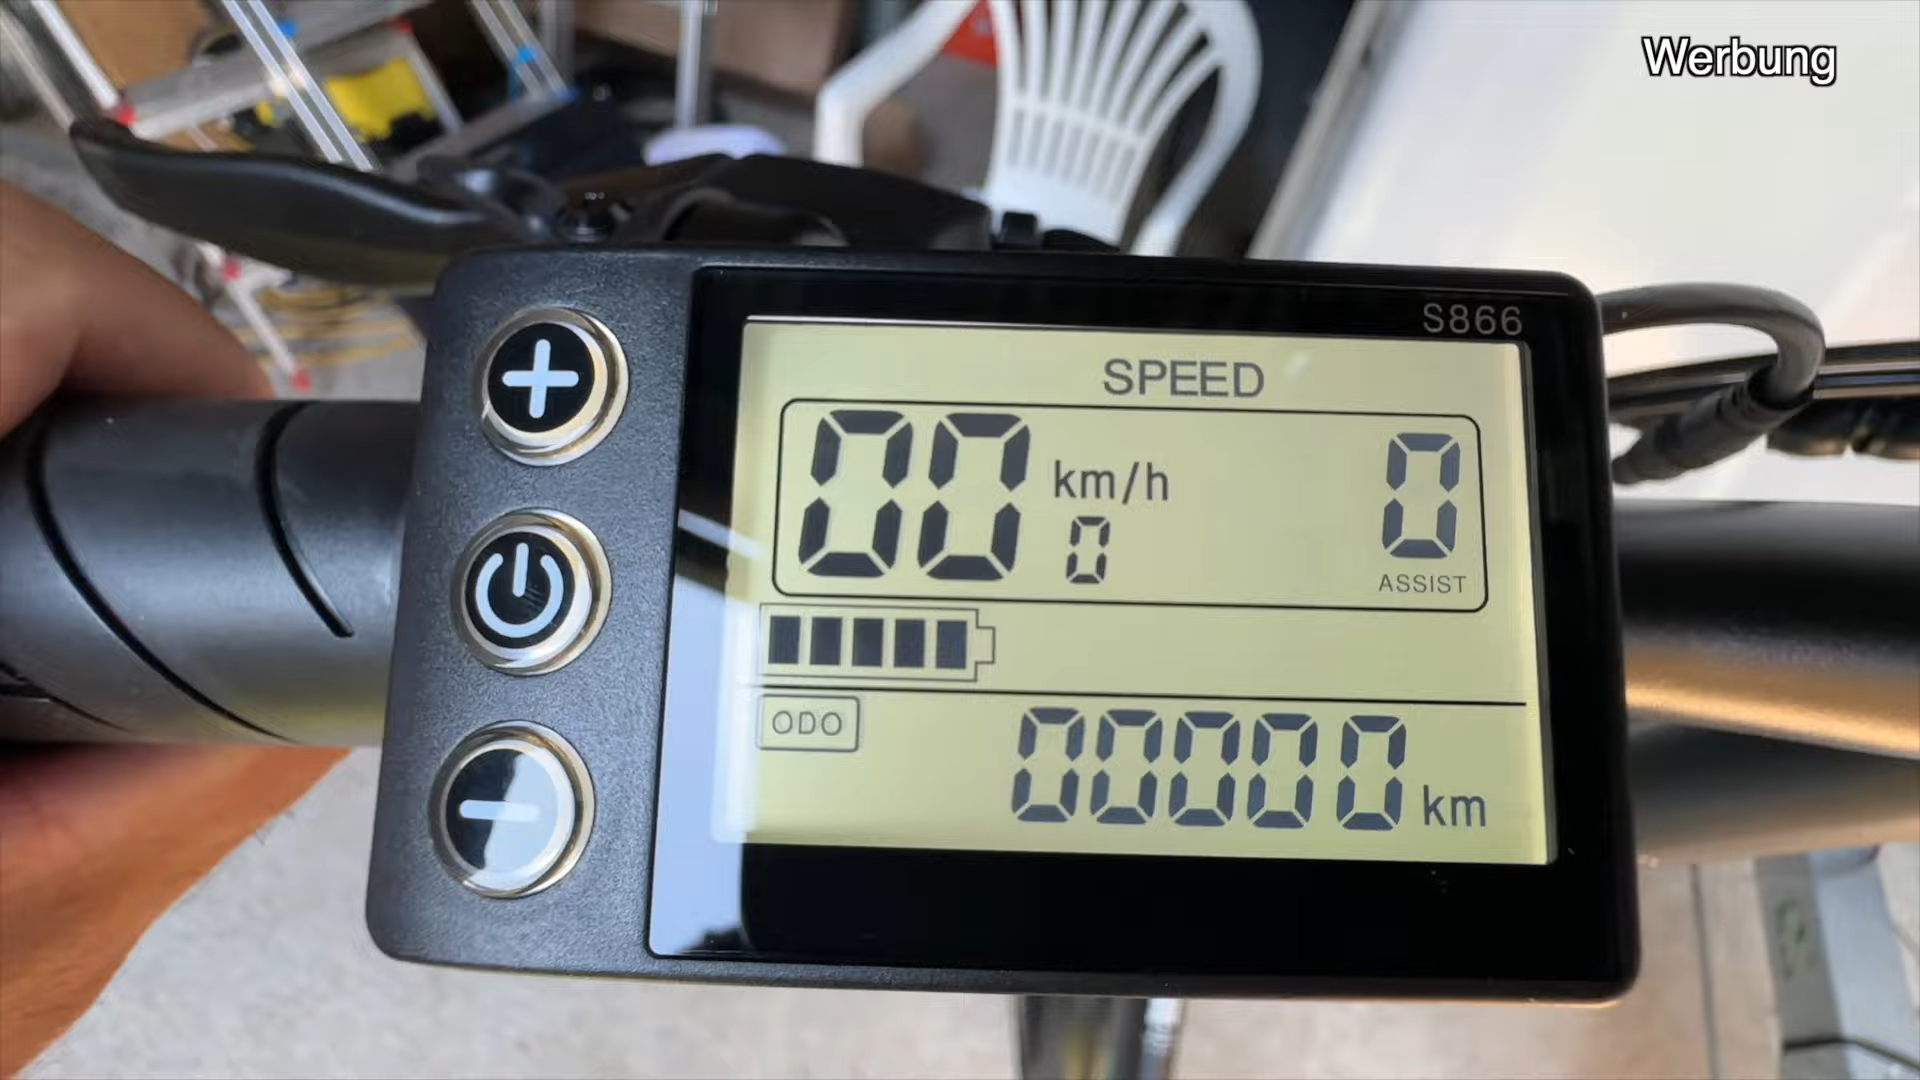 Werbung
S866
SPEED
00 km/h 0
0
ASSIST
ODO
00000 km